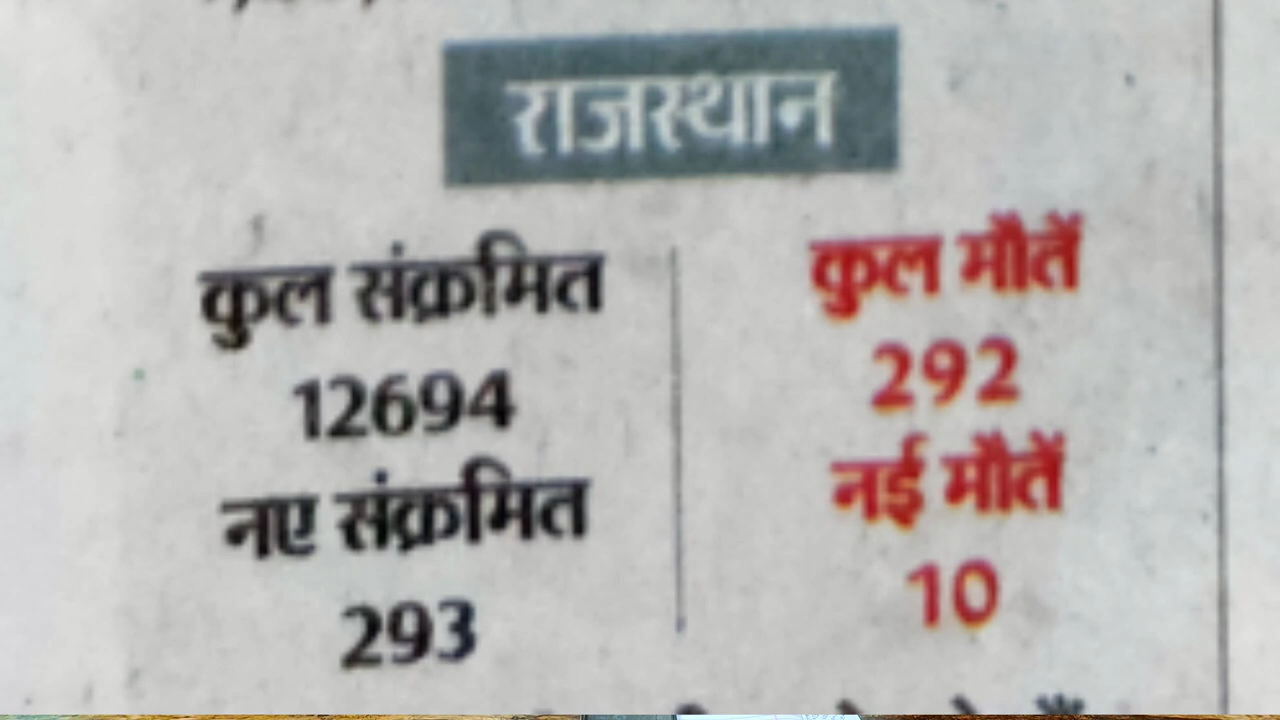 राजस्थान
कुल संक्रमित
12694
नए संक्रमित
293
कुल मौतें
292
नई मौतें
10